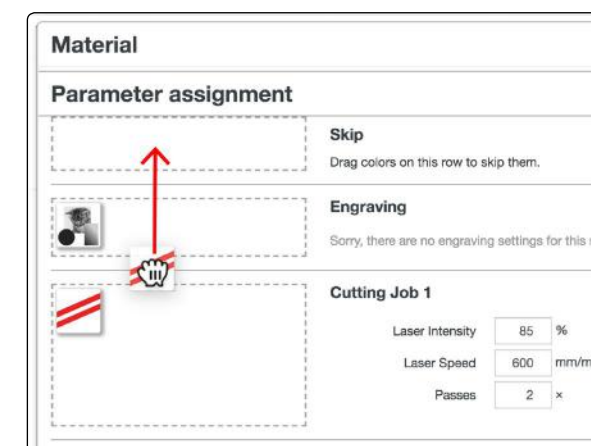 Material
Parameter assignment
Skip
Drag colors on this row to skip them.
Engraving
Sorry, there are no engraving settings for this
Cutting Job 1
Laser Intensity 85 %
Laser Speed 600 mm/m
Passes 2 ×